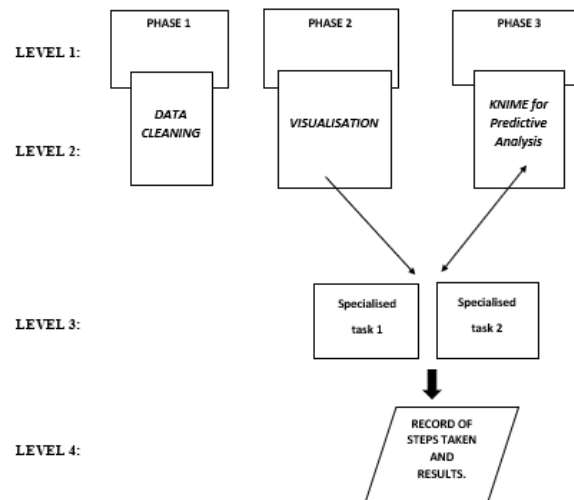 PHASE 1
PHASE 2
PHASE 3
LEVEL 1:
DATA
CLEANING
VISUALISATION
KNIME for
Predictive
Analysis
LEVEL 2:
Specialised
task 1
Specialised
task 2
LEVEL 3:
RECORD OF
STEPS TAKEN
AND
RESULTS.
LEVEL 4: